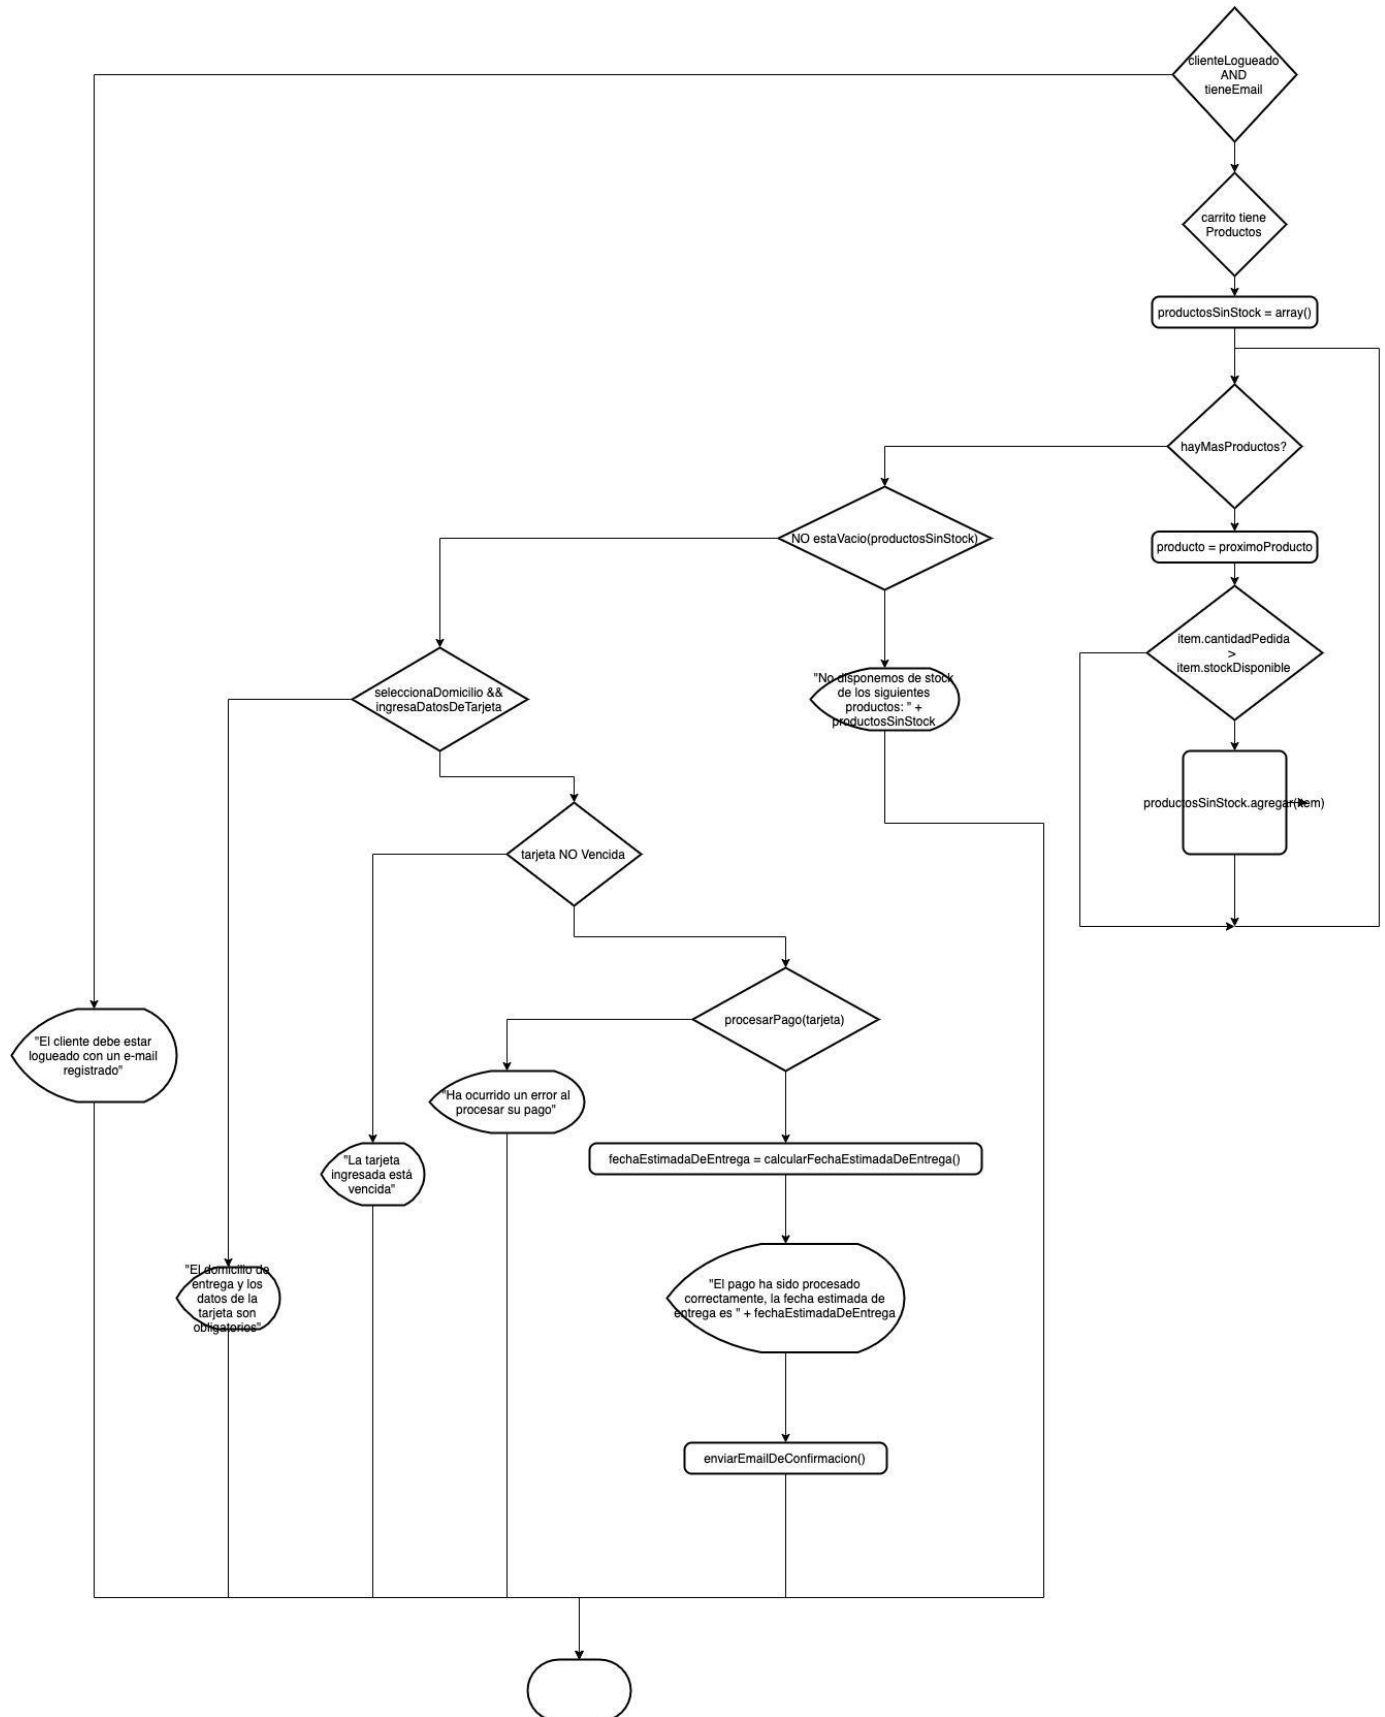 clienteLogueado
AND
tieneEmail
carrito tiene
Productos
productosSinStock = array()
hayMasProductos?
NO estaVacio(productosSinStock)
producto = proximoProducto
item.cantidadPedida
>
item.stockDisponible
seleccionaDomicilio &&
ingresaDatosDeTarjeta
"No disponemos de stock
de los siguientes
productos: " +
productosSinStock
productosSinStock.agregar(item)
tarjeta NO Vencida
procesarPago(tarjeta)
"El cliente debe estar
logueado con un e-mail
registrado"
"Ha ocurrido un error al
procesar su pago"
"La tarjeta
ingresada está
vencida"
fechaEstimadaDeEntrega = calcularFechaEstimadaDeEntrega()
"El domicilio de
entrega y los
datos de la
tarjeta son
obligatorios"
"El pago ha sido procesado
correctamente, la fecha estimada de
entrega es " + fechaEstimadaDeEntrega
enviarEmailDeConfirmacion()